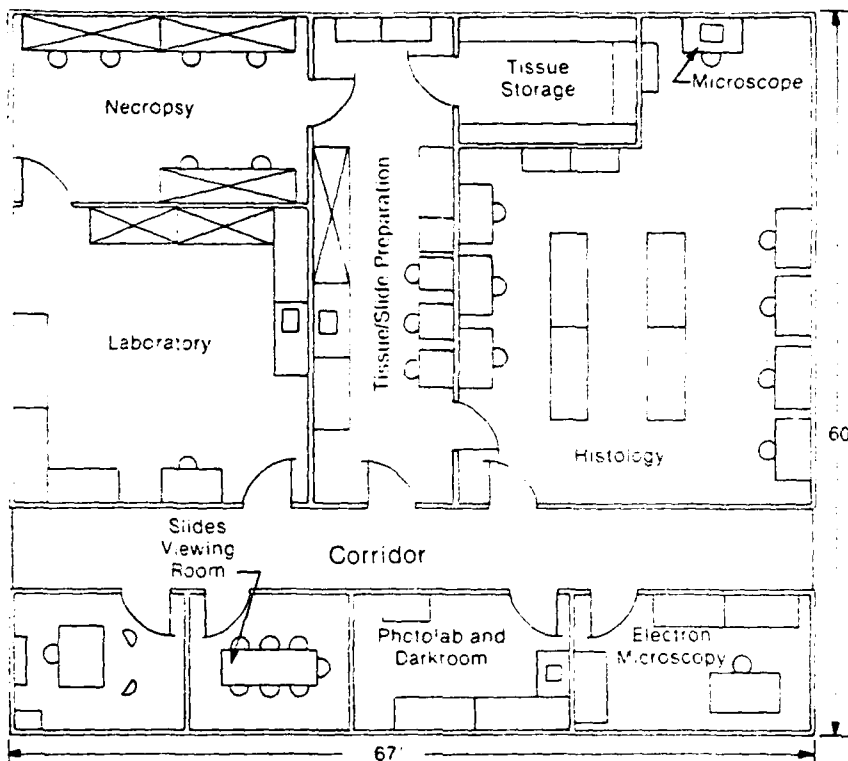 Necropsy
Tissue
Storage
Microscope
Tissue/Slide Preparation
Laboratory
Histology
60
Slides
Viewing
Room
Corridor
Photolab and
Darkroom
Electron
Microscopy
67'